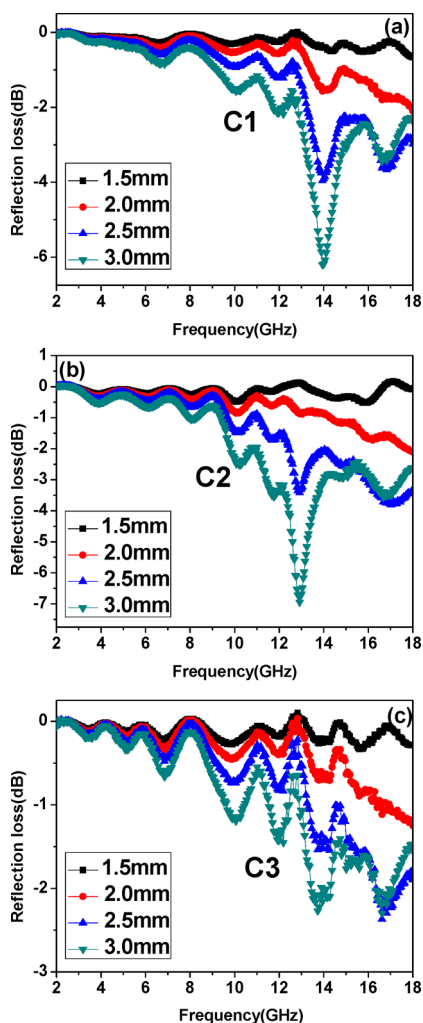 (a)
0
-2
-4
-6
Reflection loss(dB)
C1
1.5mm
2.0mm
2.5mm
3.0mm
2 4 6 8 10 12 14 16 18
Frequency(GHz)
(b)
1
0
-1
-2
-3
-4
-5
-6
-7
Reflection loss(dB)
C2
1.5mm
2.0mm
2.5mm
3.0mm
2 4 6 8 10 12 14 16 18
Frequency(GHz)
(c)
0
-1
-2
-3
Reflection loss(dB)
C3
1.5mm
2.0mm
2.5mm
3.0mm
2 4 6 8 10 12 14 16 18
Frequency(GHz)